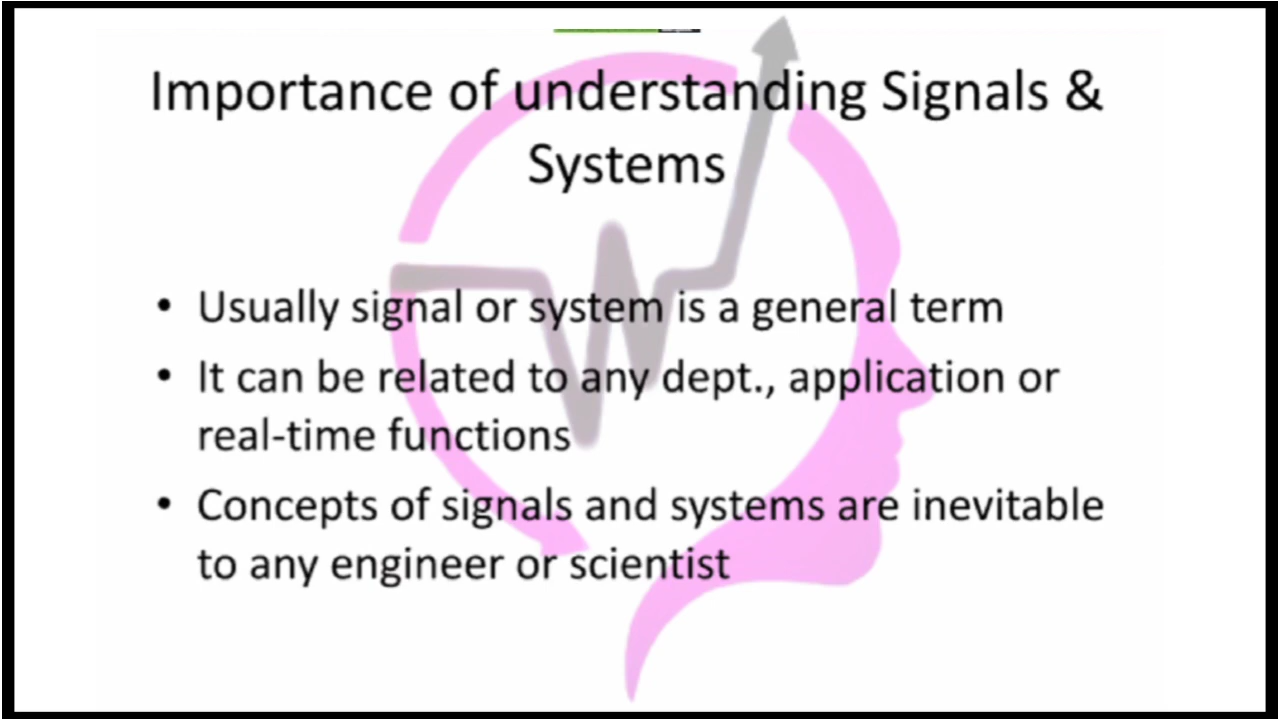 Importance of understanding Signals &
Systems
• Usually signal or system is a general term
• It can be related to any dept., application or
real-time functions
• Concepts of signals and systems are inevitable
to any engineer or scientist